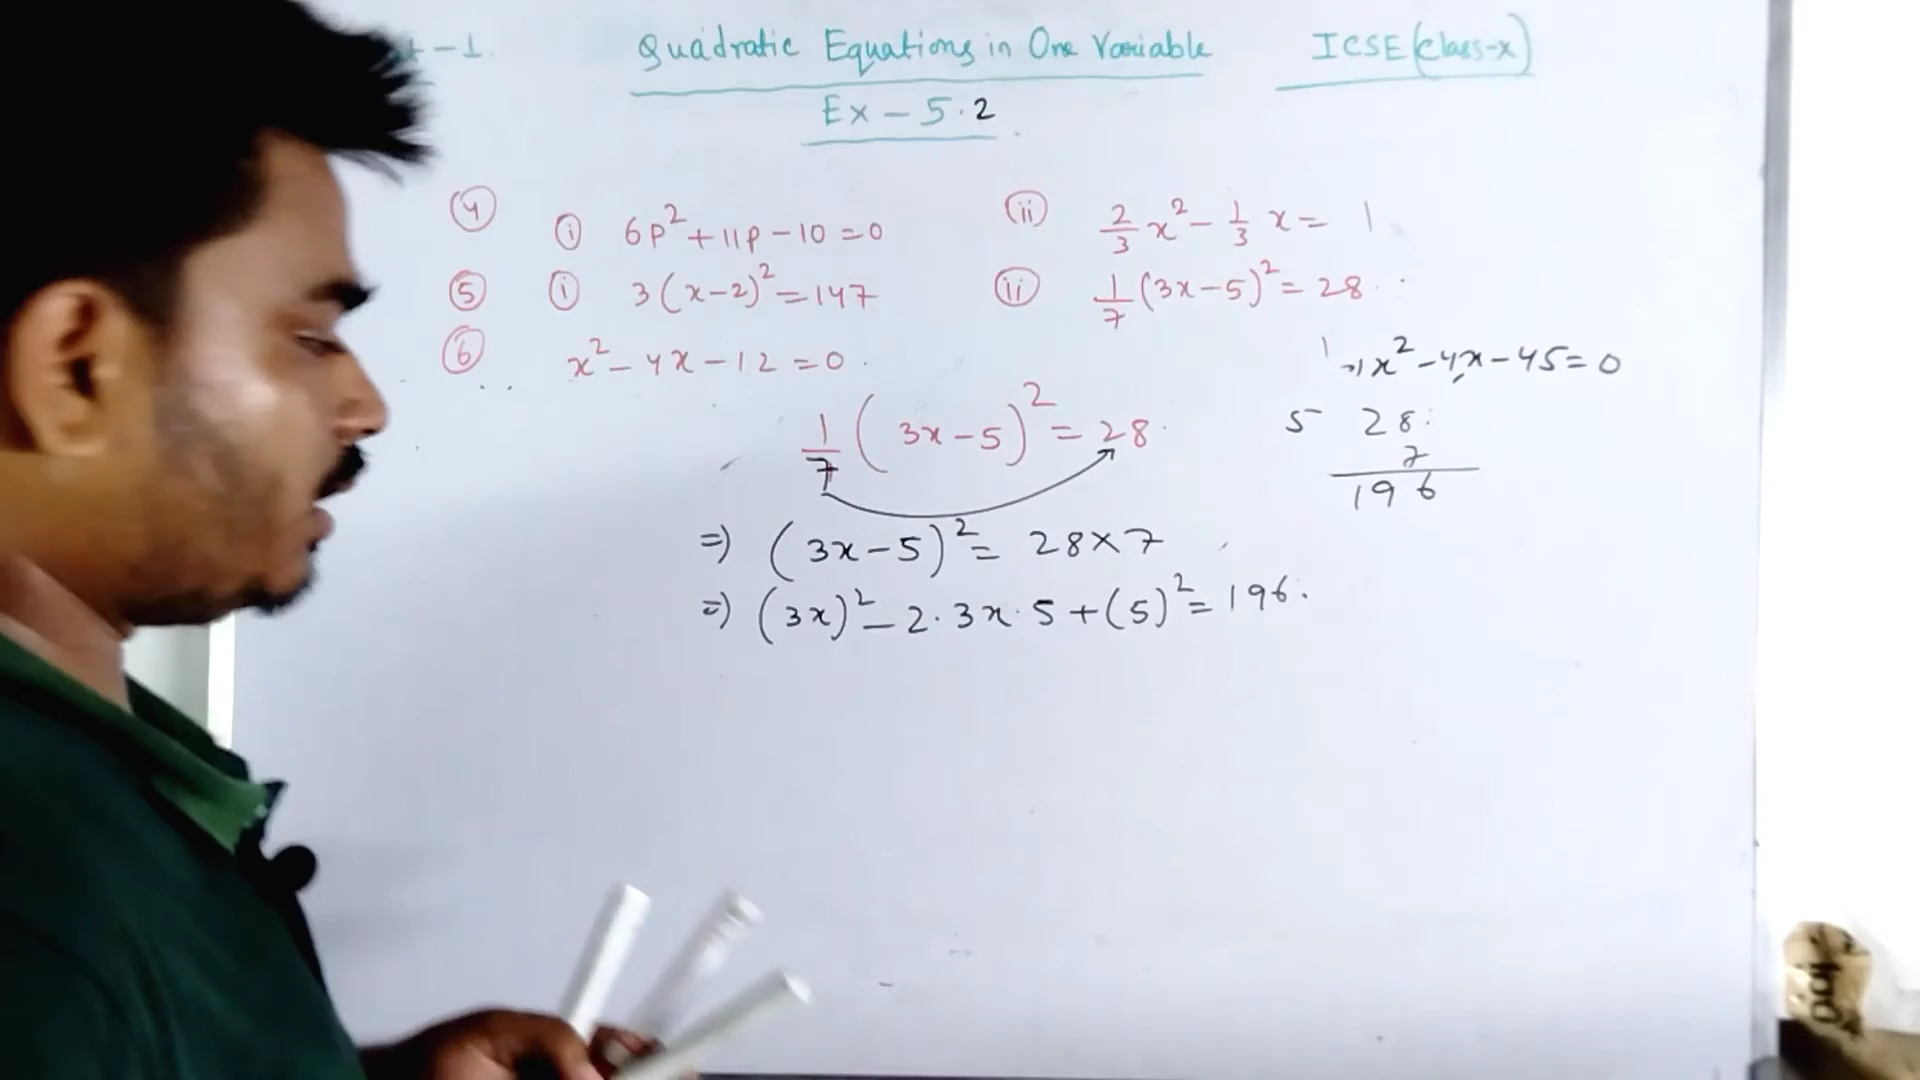 -1. Quadratic Equations in One Variable ICSE (Class-X)
Ex - 5.2
④ ⓘ 6p² + 11p - 10 = 0 ⓘⓘ 2/3 x² - 1/3 x = 1
⑤ ⓘ 3(x-2)² = 147 ⓘⓘ 1/7 (3x-5)² = 28
⑥ x² - 4x - 12 = 0
x² - 4x - 45 = 0
1/7 (3x-5)² = 28
5 28
7
196
=) (3x-5)² = 28×7
=) (3x)² - 2·3x·5 + (5)² = 196.